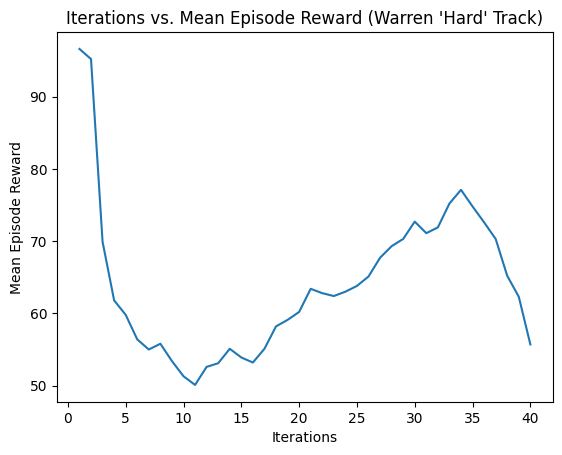 Iterations vs. Mean Episode Reward (Warren 'Hard' Track)
Mean Episode Reward
90
80
70
60
50
0 5 10 15 20 25 30 35 40
Iterations